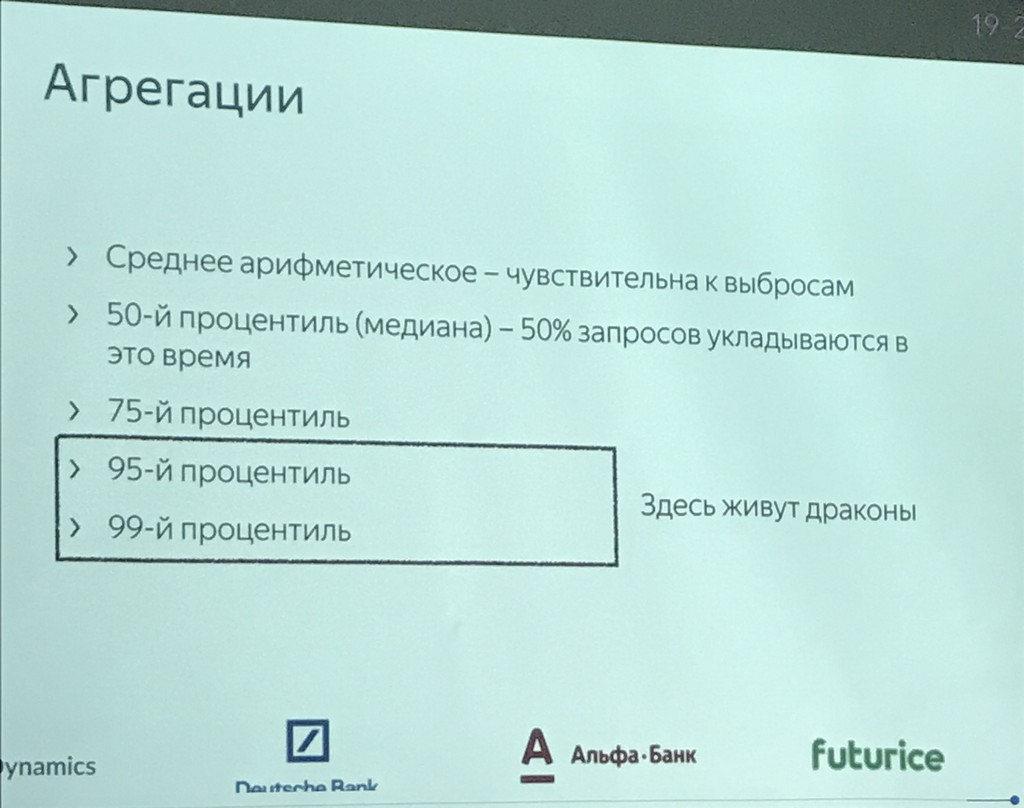 19-2
Агрегации
› Среднее арифметическое – чувствительна к выбросам
› 50-й процентиль (медиана) – 50% запросов укладываются в
это время
› 75-й процентиль
› 95-й процентиль
› 99-й процентиль
Здесь живут драконы
ynamics
Deutsche Bank
А Альфа·Банк
futurice